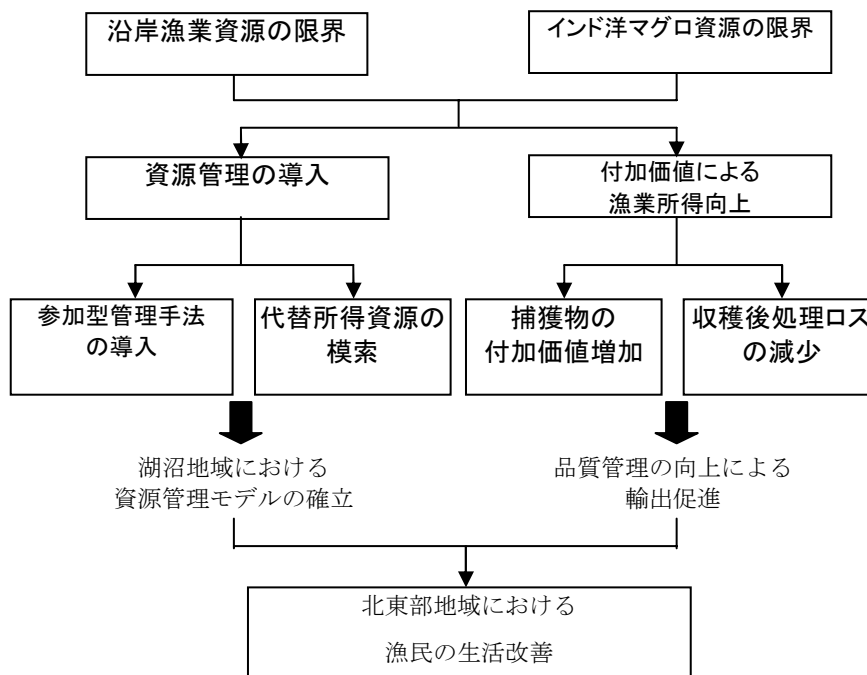 沿岸漁業資源の限界
インド洋マグロ資源の限界
資源管理の導入
付加価値による
漁業所得向上
参加型管理手法
の導入
代替所得資源の
模索
捕獲物の
付加価値増加
収穫後処理ロス
の減少
湖沼地域における
資源管理モデルの確立
品質管理の向上による
輸出促進
北東部地域における
漁民の生活改善